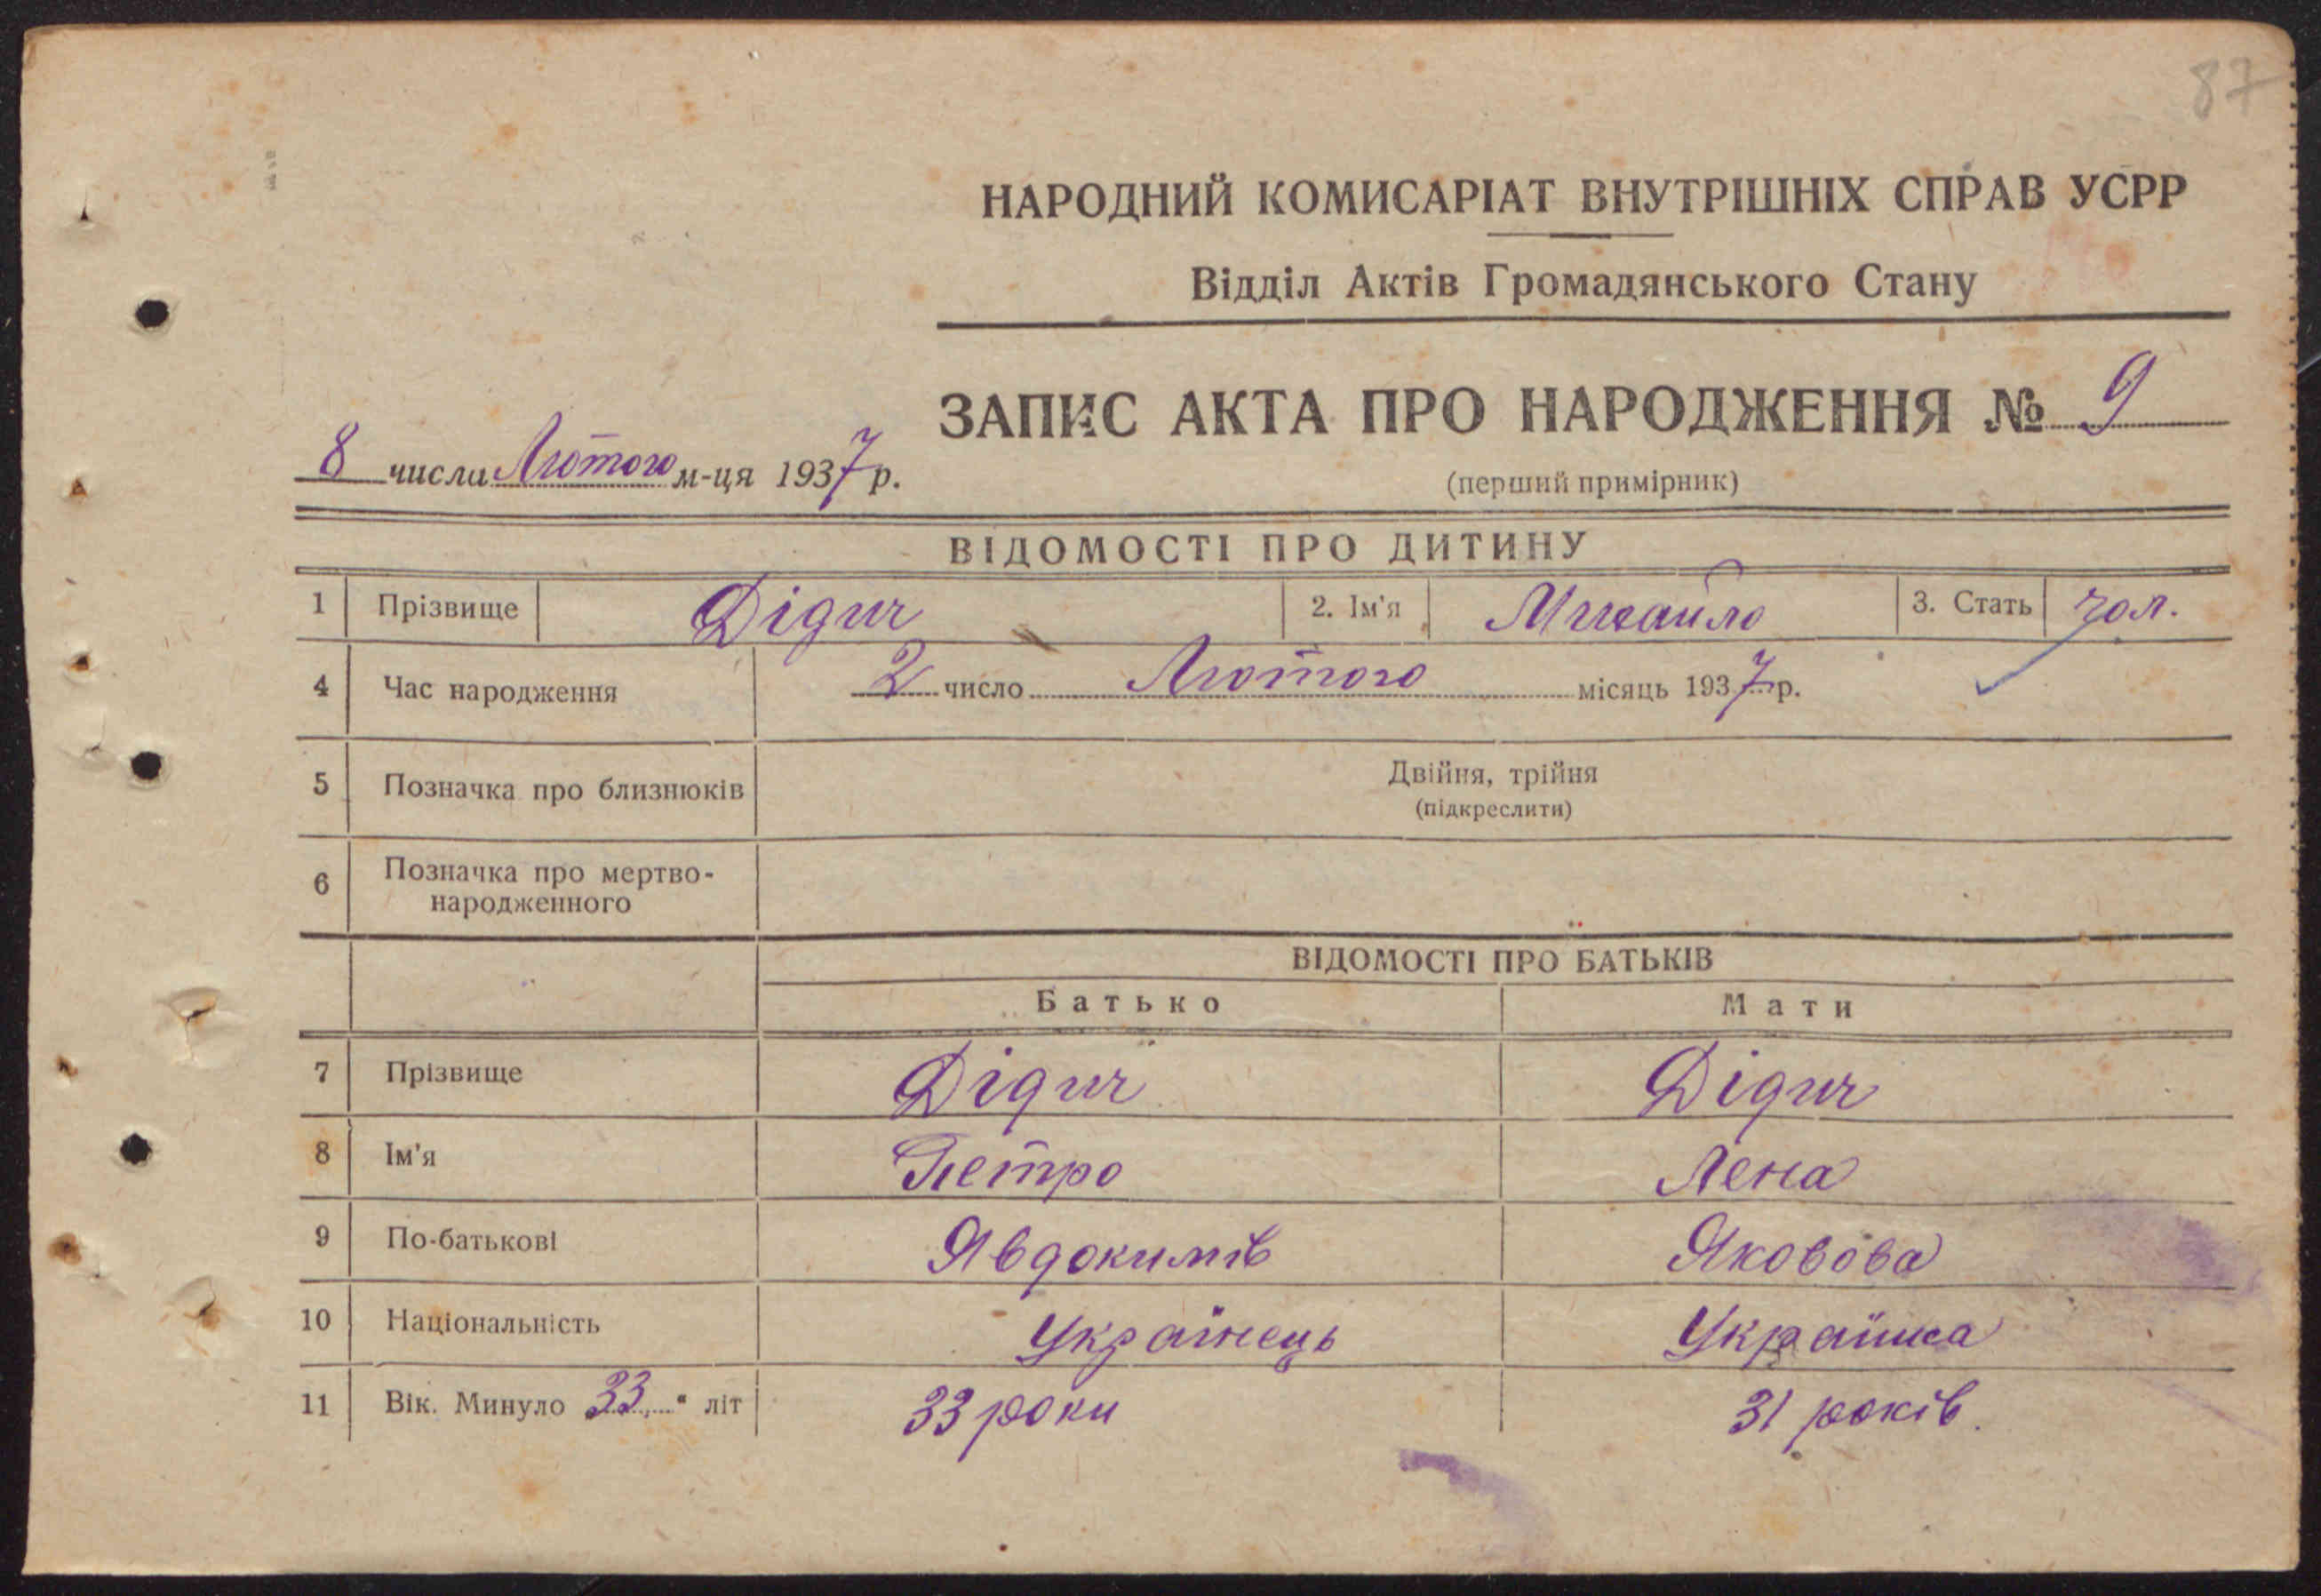 87
НАРОДНИЙ КОМИСАРІАТ ВНУТРІШНІХ СПРАВ УСРР
Відділ Актів Громадянського Стану
ЗАПИС АКТА ПРО НАРОДЖЕННЯ № 9
8 числа Лютого м-ця 1937 р.
(перший примірник)
ВІДОМОСТІ ПРО ДИТИНУ
1 Прізвище Дідич 2. Ім'я Михайло 3. Стать чол.
4 Час народження 2 число Лютого місяць 1937 р.
5 Позначка про близнюків Двійня, трійня
(підкреслити)
6 Позначка про мертво-
народженного
ВІДОМОСТІ ПРО БАТЬКІВ
Батько Мати
7 Прізвище Дідич Дідич
8 Ім'я Петро Лена
9 По-батькові Явдокимів Яковова
10 Національність Українець Українка
11 Вік. Минуло 33 літ 33 роки 31 років.